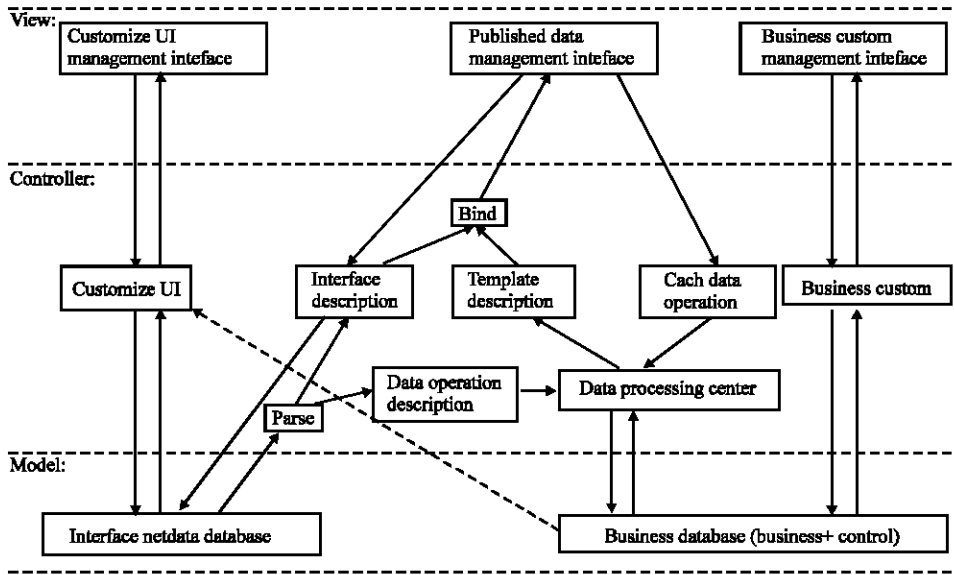 View:
Customize UI
management inteface
Published data
management inteface
Business custom
management inteface
Controller:
Bind
Customize UI
Interface
description
Template
description
Cach data
operation
Business custom
Data operation
description
Data processing center
Parse
Model:
Interface netdata database
Business database (business+ control)